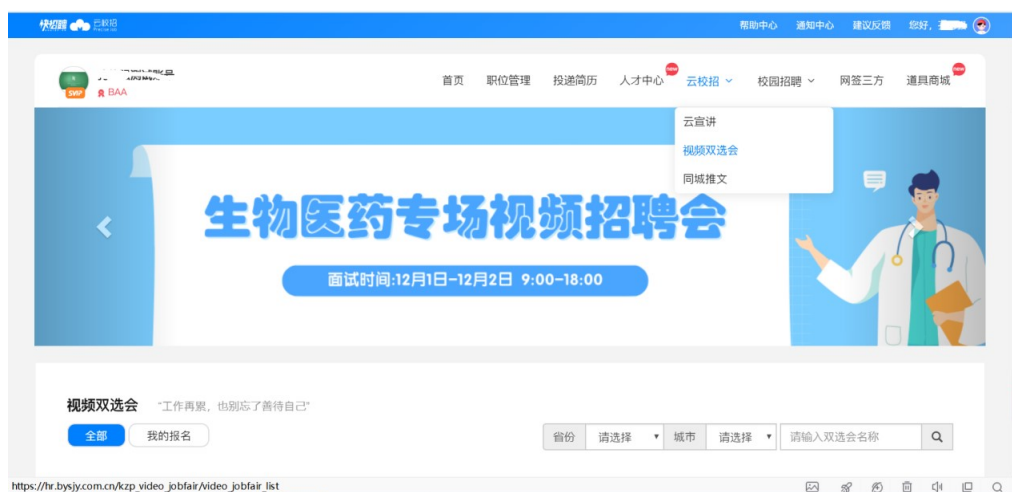 快招聘 云校招
帮助中心 通知中心 建议反馈 您好,
首页 职位管理 投递简历 人才中心 new 云校招 校园招聘 网签三方 道具商城 new
SVIP BAA
云宣讲
视频双选会
同城推文
生物医药专场视频招聘会
面试时间:12月1日-12月2日 9:00-18:00
视频双选会 "工作再累，也别忘了善待自己"
全部 我的报名 省份 请选择 城市 请选择 请输入双选会名称
https://hr.bysjy.com.cn/kzp_video_jobfair/video_jobfair_list